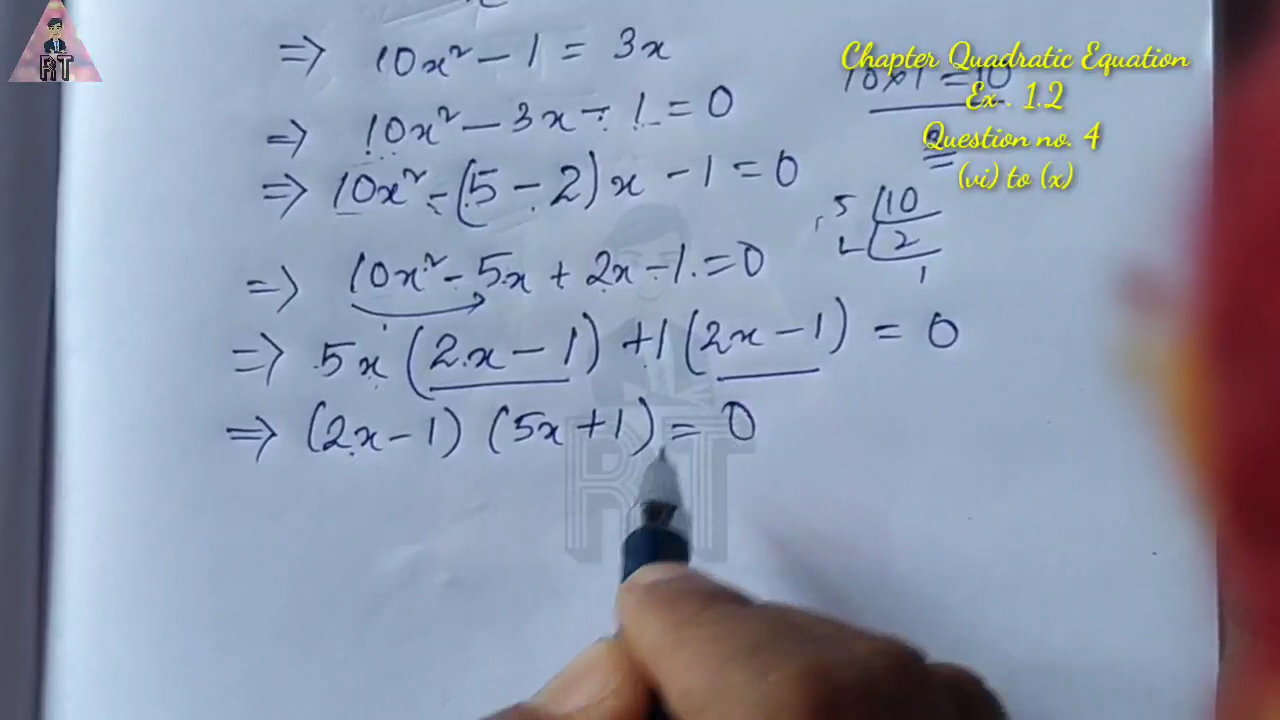 ⇒ 10x² − 1 = 3x
⇒ 10x² − 3x − 1 = 0
⇒ 10x² − (5 − 2)x − 1 = 0
⇒ 10x² − 5x + 2x − 1 = 0
⇒ 5x (2x − 1) + 1 (2x − 1) = 0
⇒ (2x − 1) (5x + 1) = 0
Chapter Quadratic Equation
10×1 = 10
Ex . 1.2
Question no. 4
(vi) to (x)
5 10
2 2
1
RT
RT